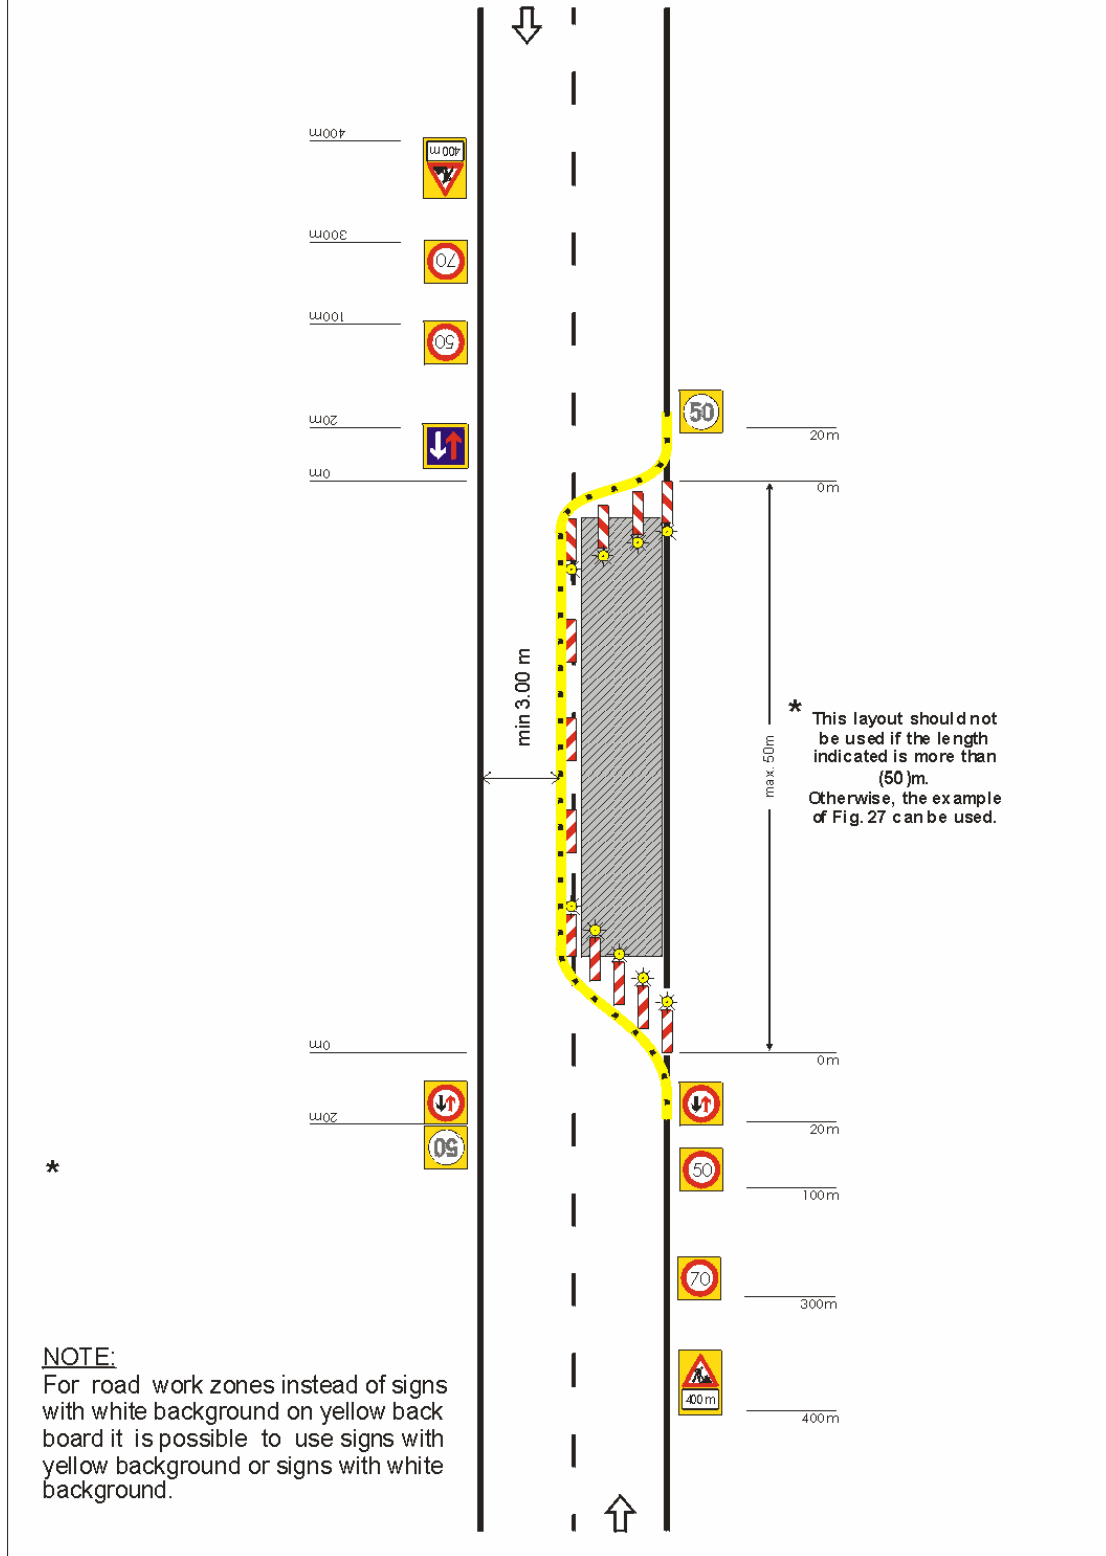 400m
400 m
300m
70
100m
50
20m
0m
50
20m
0m
min 3.00 m
max. 50m
*
This layout should not
be used if the length
indicated is more than
(50)m.
Otherwise, the example
of Fig. 27 can be used.
0m
20m
50
*
0m
20m
50
100m
70
300m
400 m
400m
NOTE:
For road work zones instead of signs
with white background on yellow back
board it is possible to use signs with
yellow background or signs with white
background.